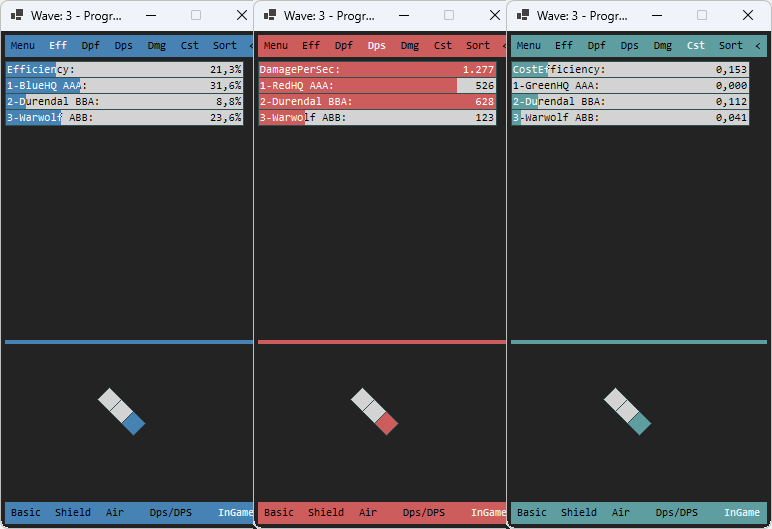 Wave: 3 - Progr...
Menu Eff Dpf Dps Dmg Cst Sort <
Efficiency: 21,3%
1-BlueHQ AAA: 31,6%
2-Durendal BBA: 8,8%
3-Warwolf ABB: 23,6%
Basic Shield Air Dps/DPS InGame
Wave: 3 - Progr...
Menu Eff Dpf Dps Dmg Cst Sort <
DamagePerSec: 1.277
1-RedHQ AAA: 526
2-Durendal BBA: 628
3-Warwolf ABB: 123
Basic Shield Air Dps/DPS InGame
Wave: 3 - Progr...
Menu Eff Dpf Dps Dmg Cst Sort <
CostEfficiency: 0,153
1-GreenHQ AAA: 0,000
2-Durendal BBA: 0,112
3-Warwolf ABB: 0,041
Basic Shield Air Dps/DPS InGame